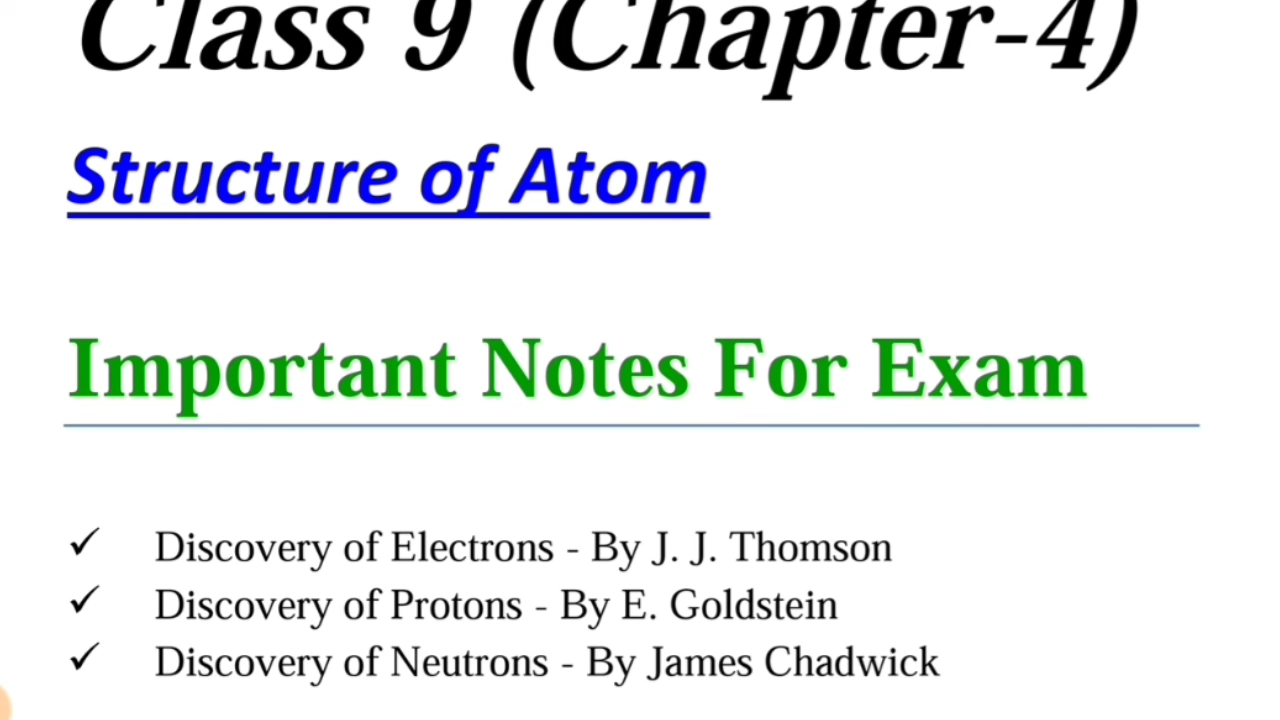 Class 9 (Chapter-4)
Structure of Atom
Important Notes For Exam
✓ Discovery of Electrons - By J. J. Thomson
✓ Discovery of Protons - By E. Goldstein
✓ Discovery of Neutrons - By James Chadwick